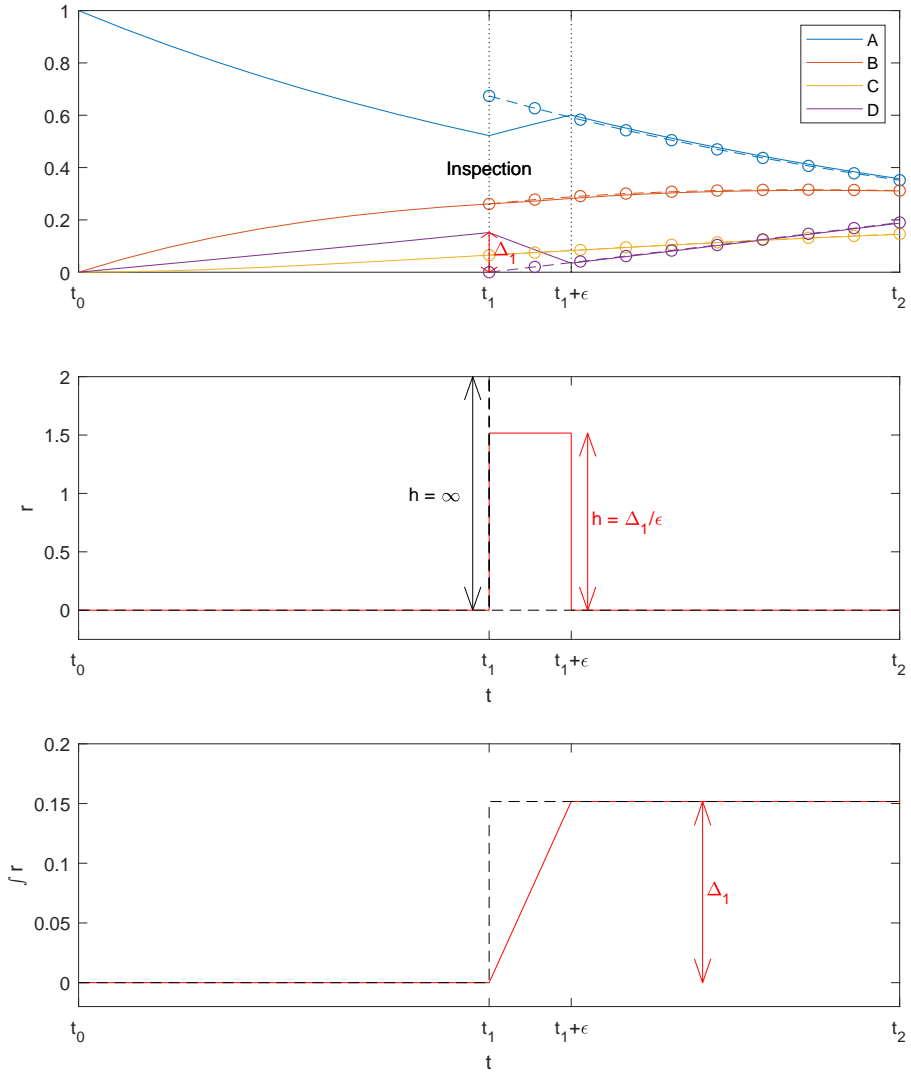 1
0.8
0.6
0.4
0.2
0
A
B
C
D
Inspection
Δ₁
t₀
t₁
t₁+ϵ
t₂
2
1.5
1
0.5
0
r
h = ∞
h = Δ₁/ϵ
t₀
t₁
t₁+ϵ
t₂
t
0.2
0.15
0.1
0.05
0
∫ r
Δ₁
t₀
t₁
t₁+ϵ
t₂
t